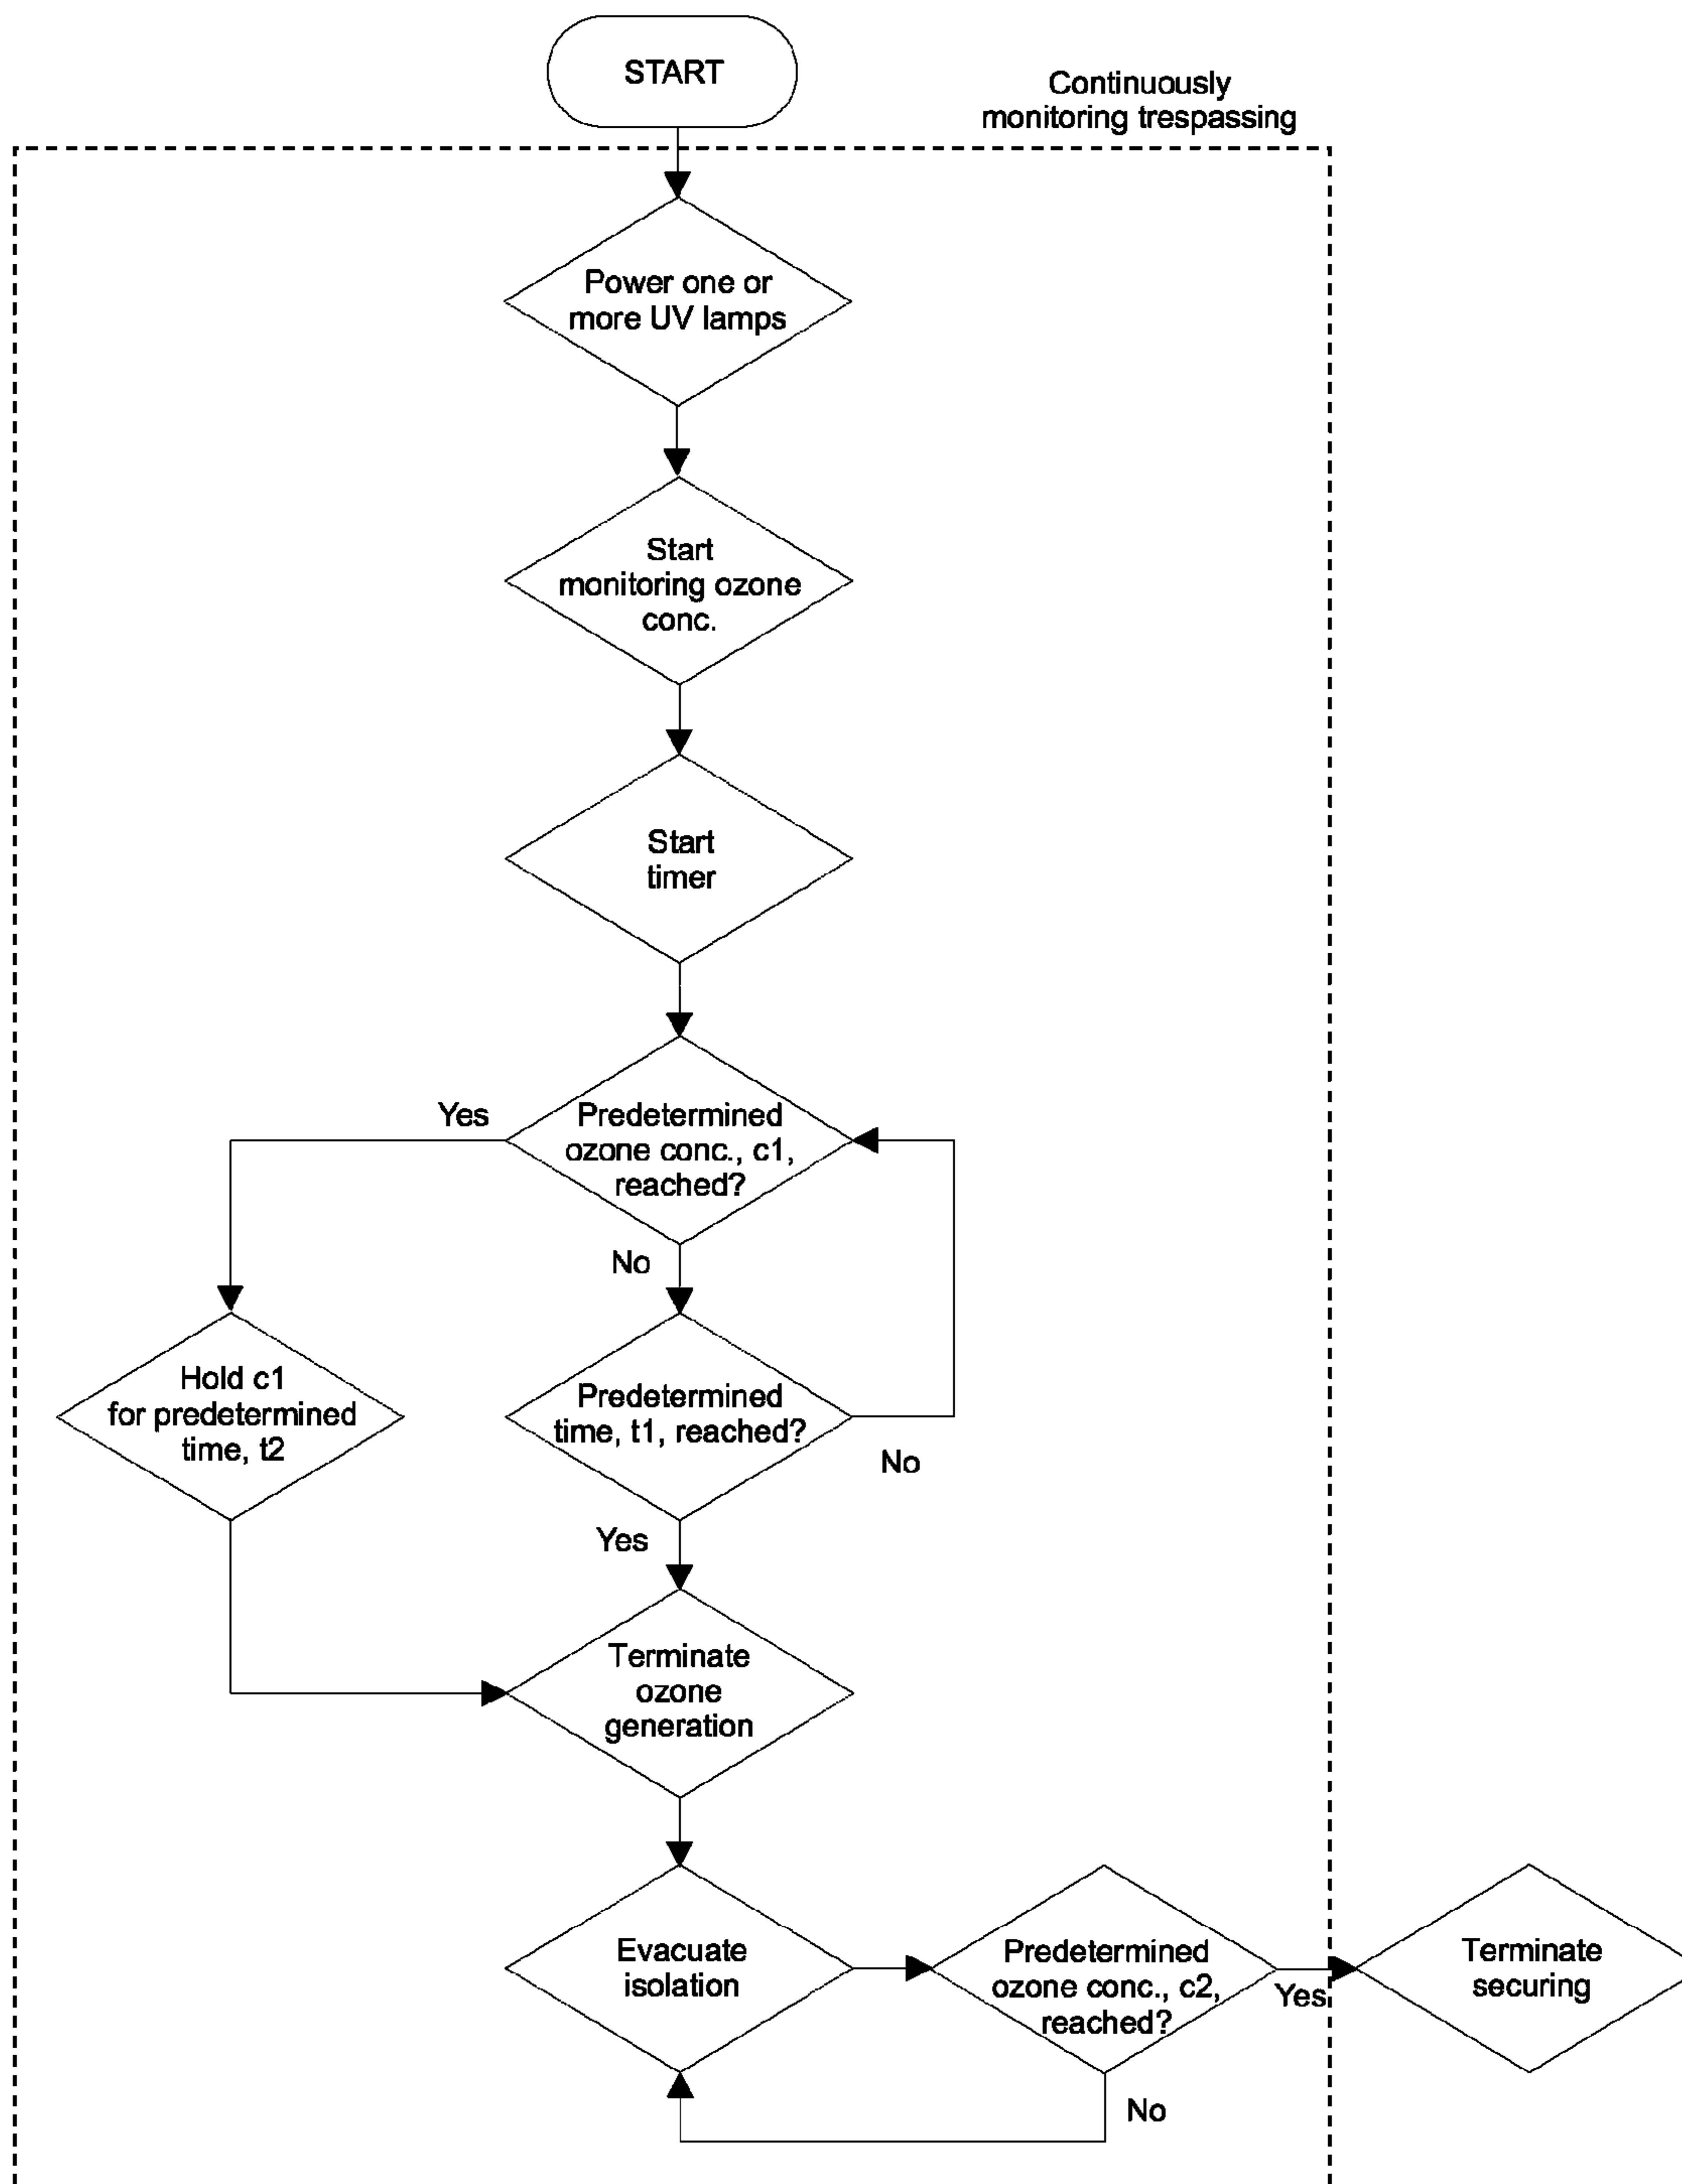 START
Continuously
monitoring trespassing
Power one or
more UV lamps
Start
monitoring ozone
conc.
Start
timer
Yes
Predetermined
ozone conc., c1,
reached?
No
Hold c1
for predetermined
time, t2
Predetermined
time, t1, reached?
No
Yes
Terminate
ozone
generation
Evacuate
isolation
Predetermined
ozone conc., c2,
reached?
Yes
Terminate
securing
No